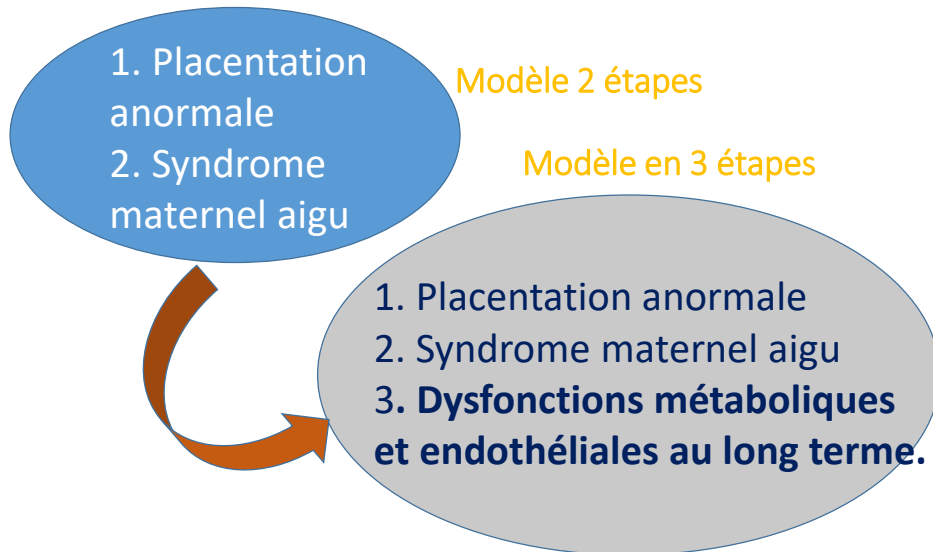 1. Placentation
anormale
2. Syndrome
maternel aigu
Modèle 2 étapes
Modèle en 3 étapes
1. Placentation anormale
2. Syndrome maternel aigu
3. Dysfonctions métaboliques
et endothéliales au long terme.